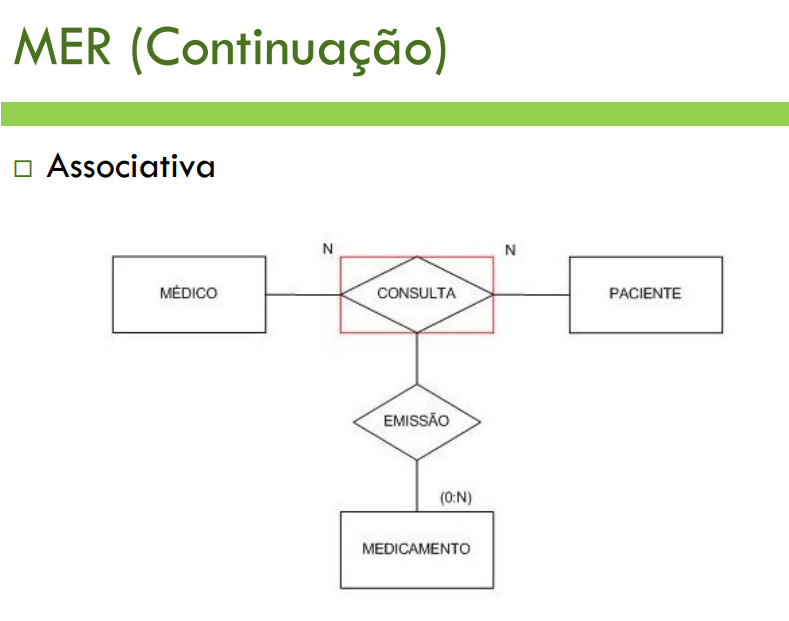 MER (Continuação)
Associativa
N
N
MÉDICO
CONSULTA
PACIENTE
EMISSÃO
(0:N)
MEDICAMENTO